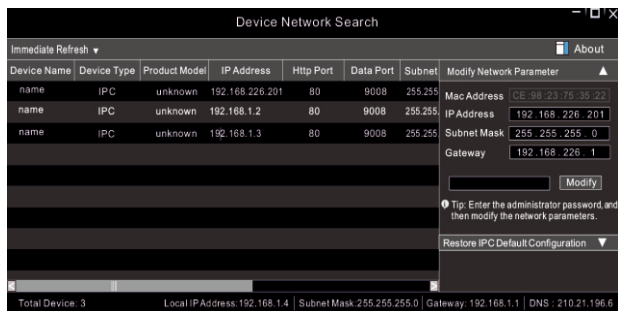 Device Network Search
Immediate Refresh ▼
About
Device Name Device Type Product Model IP Address Http Port Data Port Subnet
name IPC unknown 192.168.226.201 80 9008 255.255
name IPC unknown 192.168.1.2 80 9008 255.255.
name IPC unknown 192.168.1.3 80 9008 255.255
Modify Network Parameter ▲
Mac Address CE:98:23:75:35:22
IP Address 192.168.226.201
Subnet Mask 255.255.255.0
Gateway 192.168.226.1
Modify
Tip: Enter the administrator password, and
then modify the network parameters.
Restore IPC Default Configuration ▼
Total Device: 3 Local IP Address: 192.168.1.4 Subnet Mask:255.255.255.0 Gateway: 192.168.1.1 DNS : 210.21.196.6